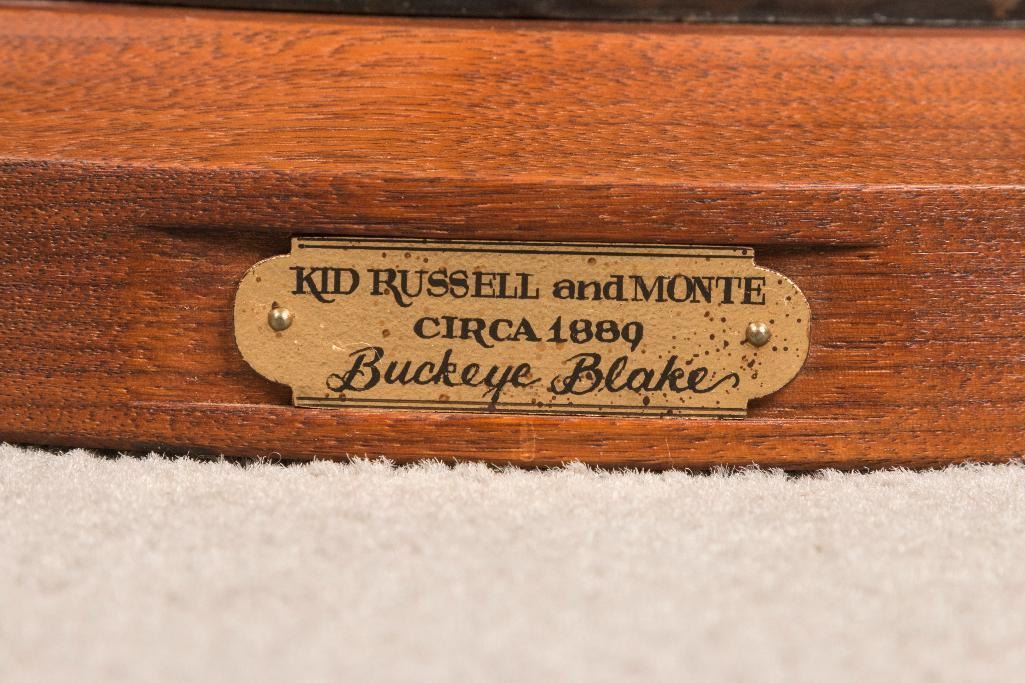 KID RUSSELL and MONTE
CIRCA 1889
Buckeye Blake